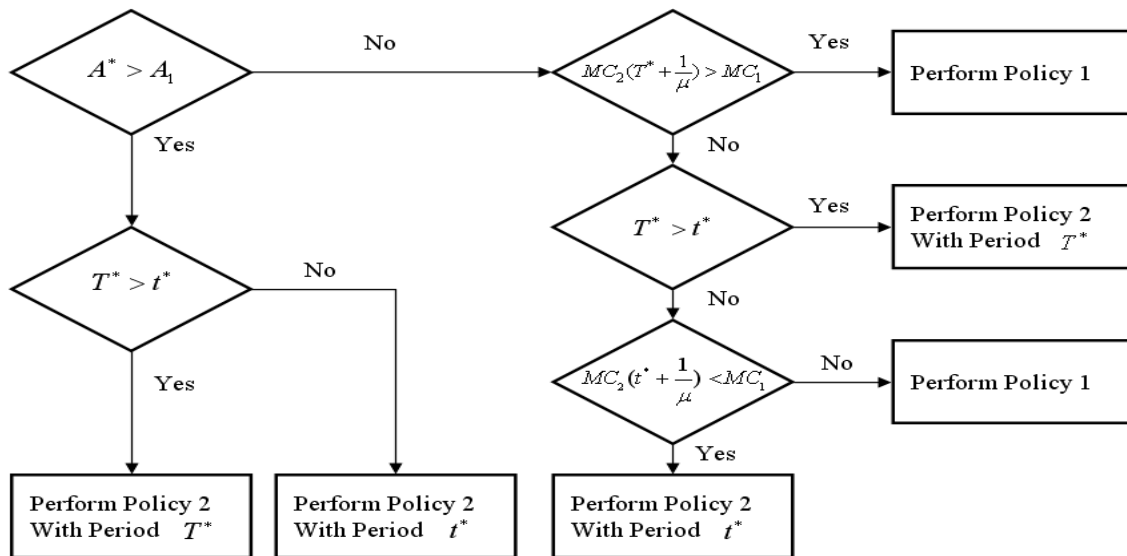 A* > A₁
No
MC₂(T* + 1/μ) > MC₁
Yes
Perform Policy 1
Yes
No
T* > t*
Yes
Perform Policy 2
With Period T*
T* > t*
No
No
MC₂(t* + 1/μ) < MC₁
No
Perform Policy 1
Yes
Yes
Perform Policy 2
With Period T*
Perform Policy 2
With Period t*
Perform Policy 2
With Period t*